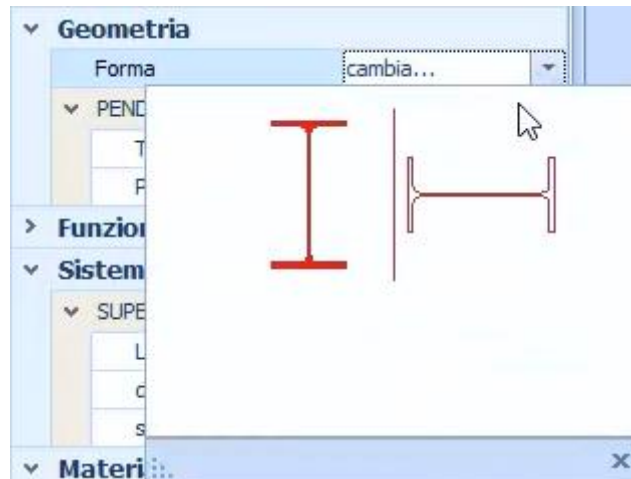 Geometria
Forma cambia...
PEND
T
P
Funzion
Sistem
SUPE
L
c
s
Materi